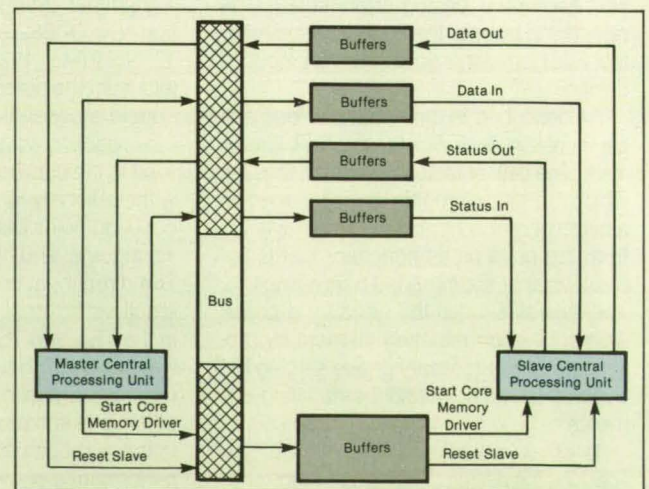 Buffers
Data Out
Buffers
Data In
Buffers
Status Out
Buffers
Status In
Bus
Master Central
Processing Unit
Slave Central
Processing Unit
Start Core
Memory Driver
Reset Slave
Buffers
Start Core
Memory
Driver
Reset Slave